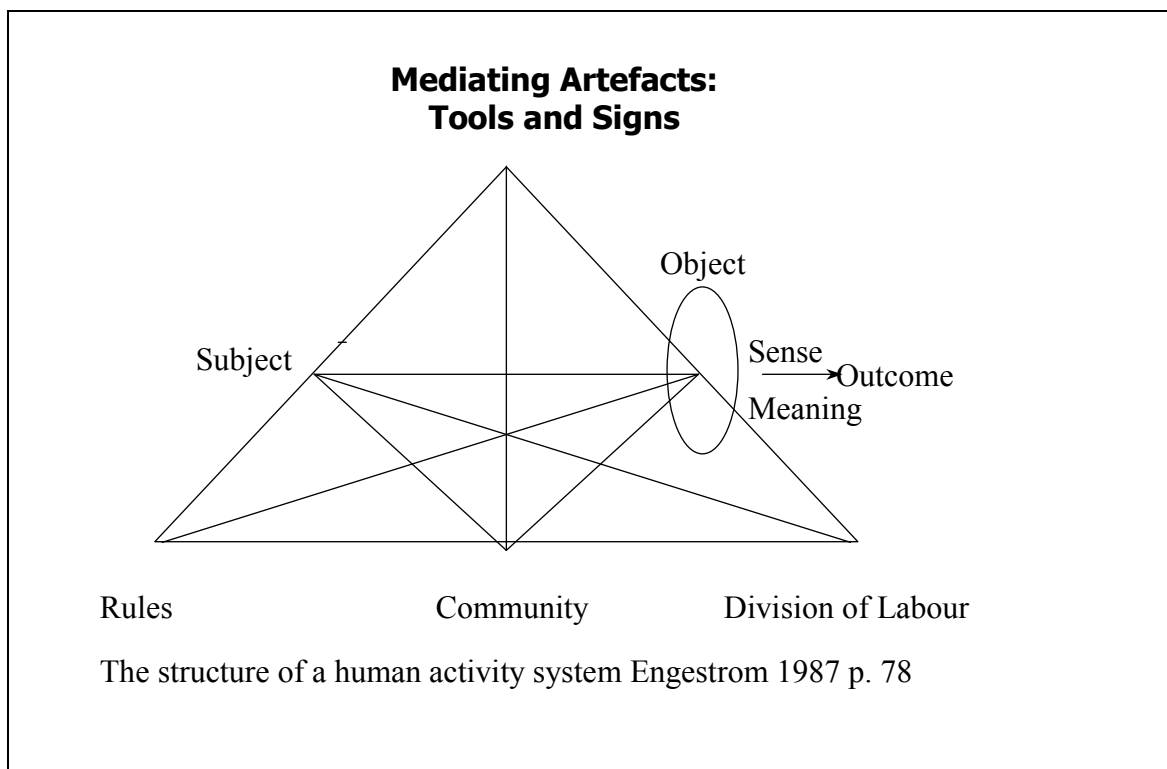 Mediating Artefacts:
Tools and Signs
Object
Subject
Sense
Outcome
Meaning
Rules
Community
Division of Labour
The structure of a human activity system Engestrom 1987 p. 78